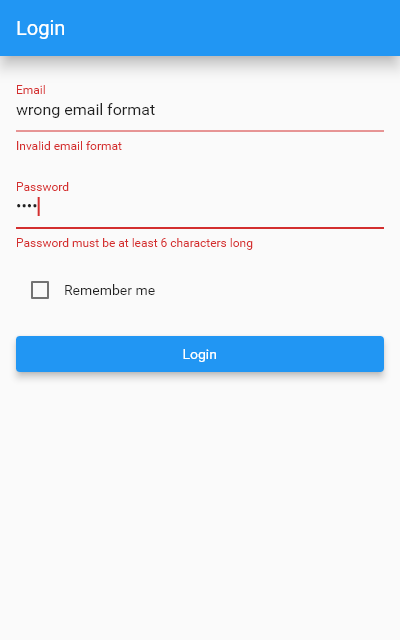 Login
Email
wrong email format
Invalid email format
Password
••••
Password must be at least 6 characters long
Remember me
Login